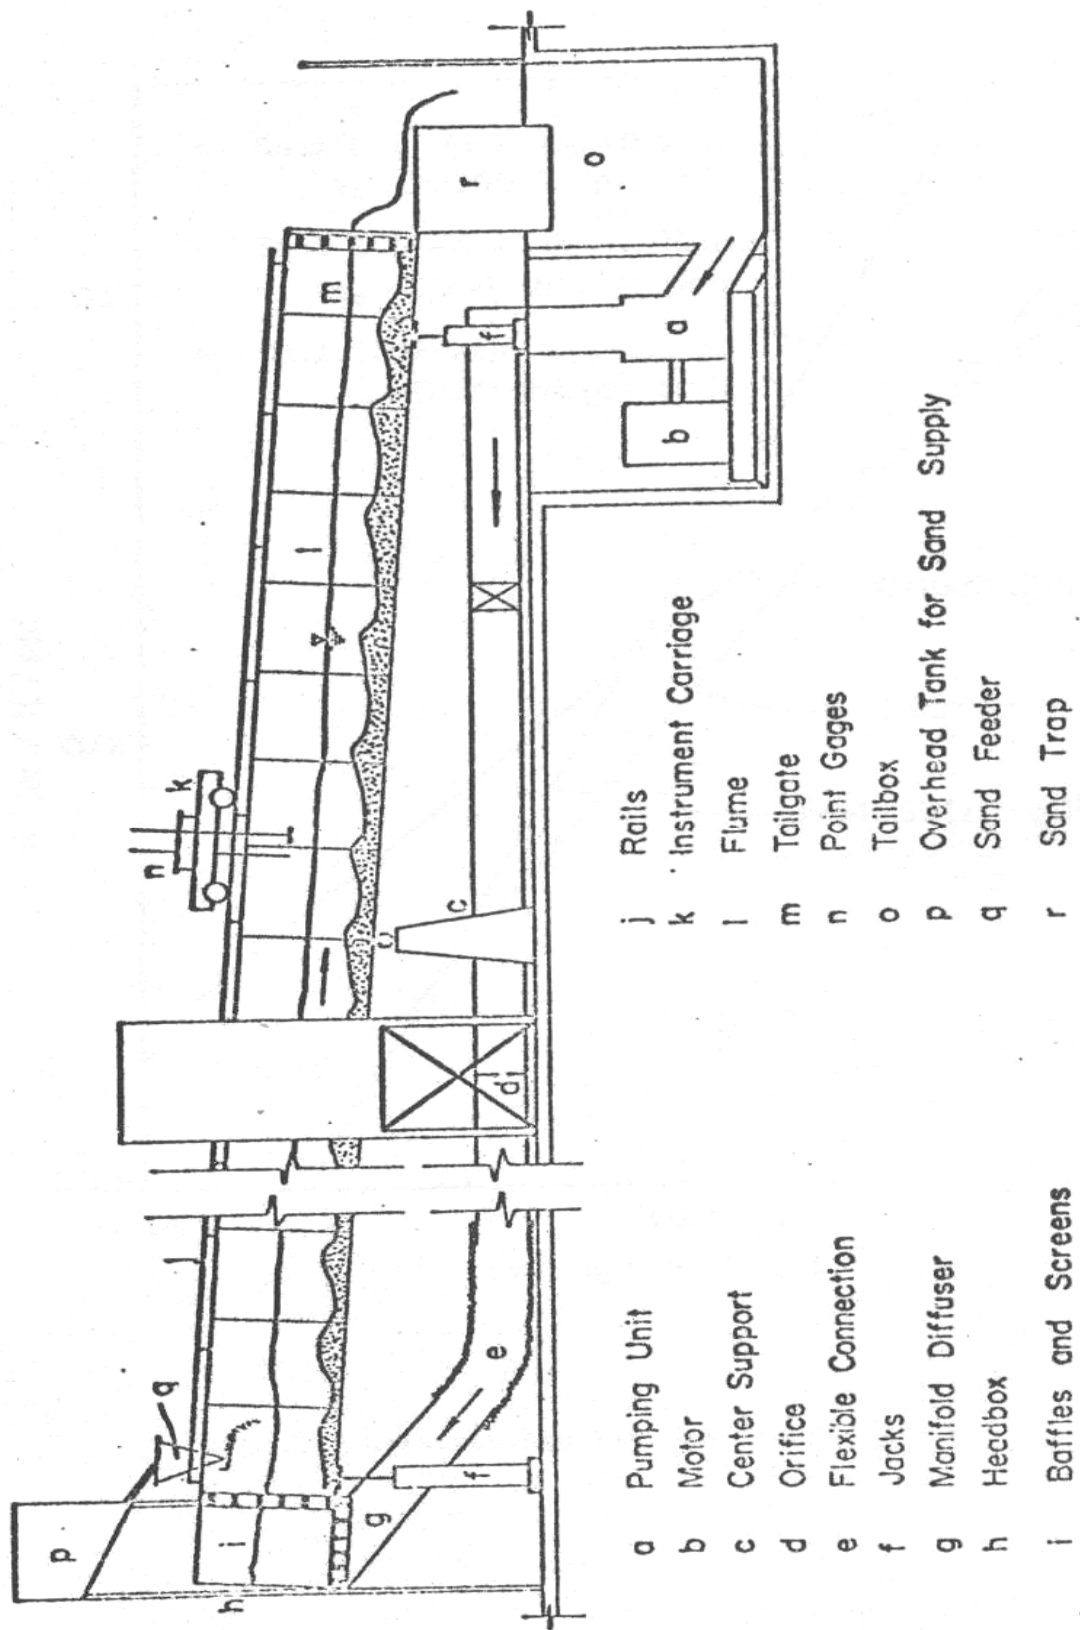 p
q
j
n
k
l
m
h
i
g
f
e
d
c
f
r
o
a
b
a Pumping Unit
b Motor
c Center Support
d Orifice
e Flexible Connection
f Jacks
g Manifold Diffuser
h Headbox
i Baffles and Screens
j Rails
k Instrument Carriage
l Flume
m Tailgate
n Point Gages
o Tailbox
p Overhead Tank for Sand Supply
q Sand Feeder
r Sand Trap